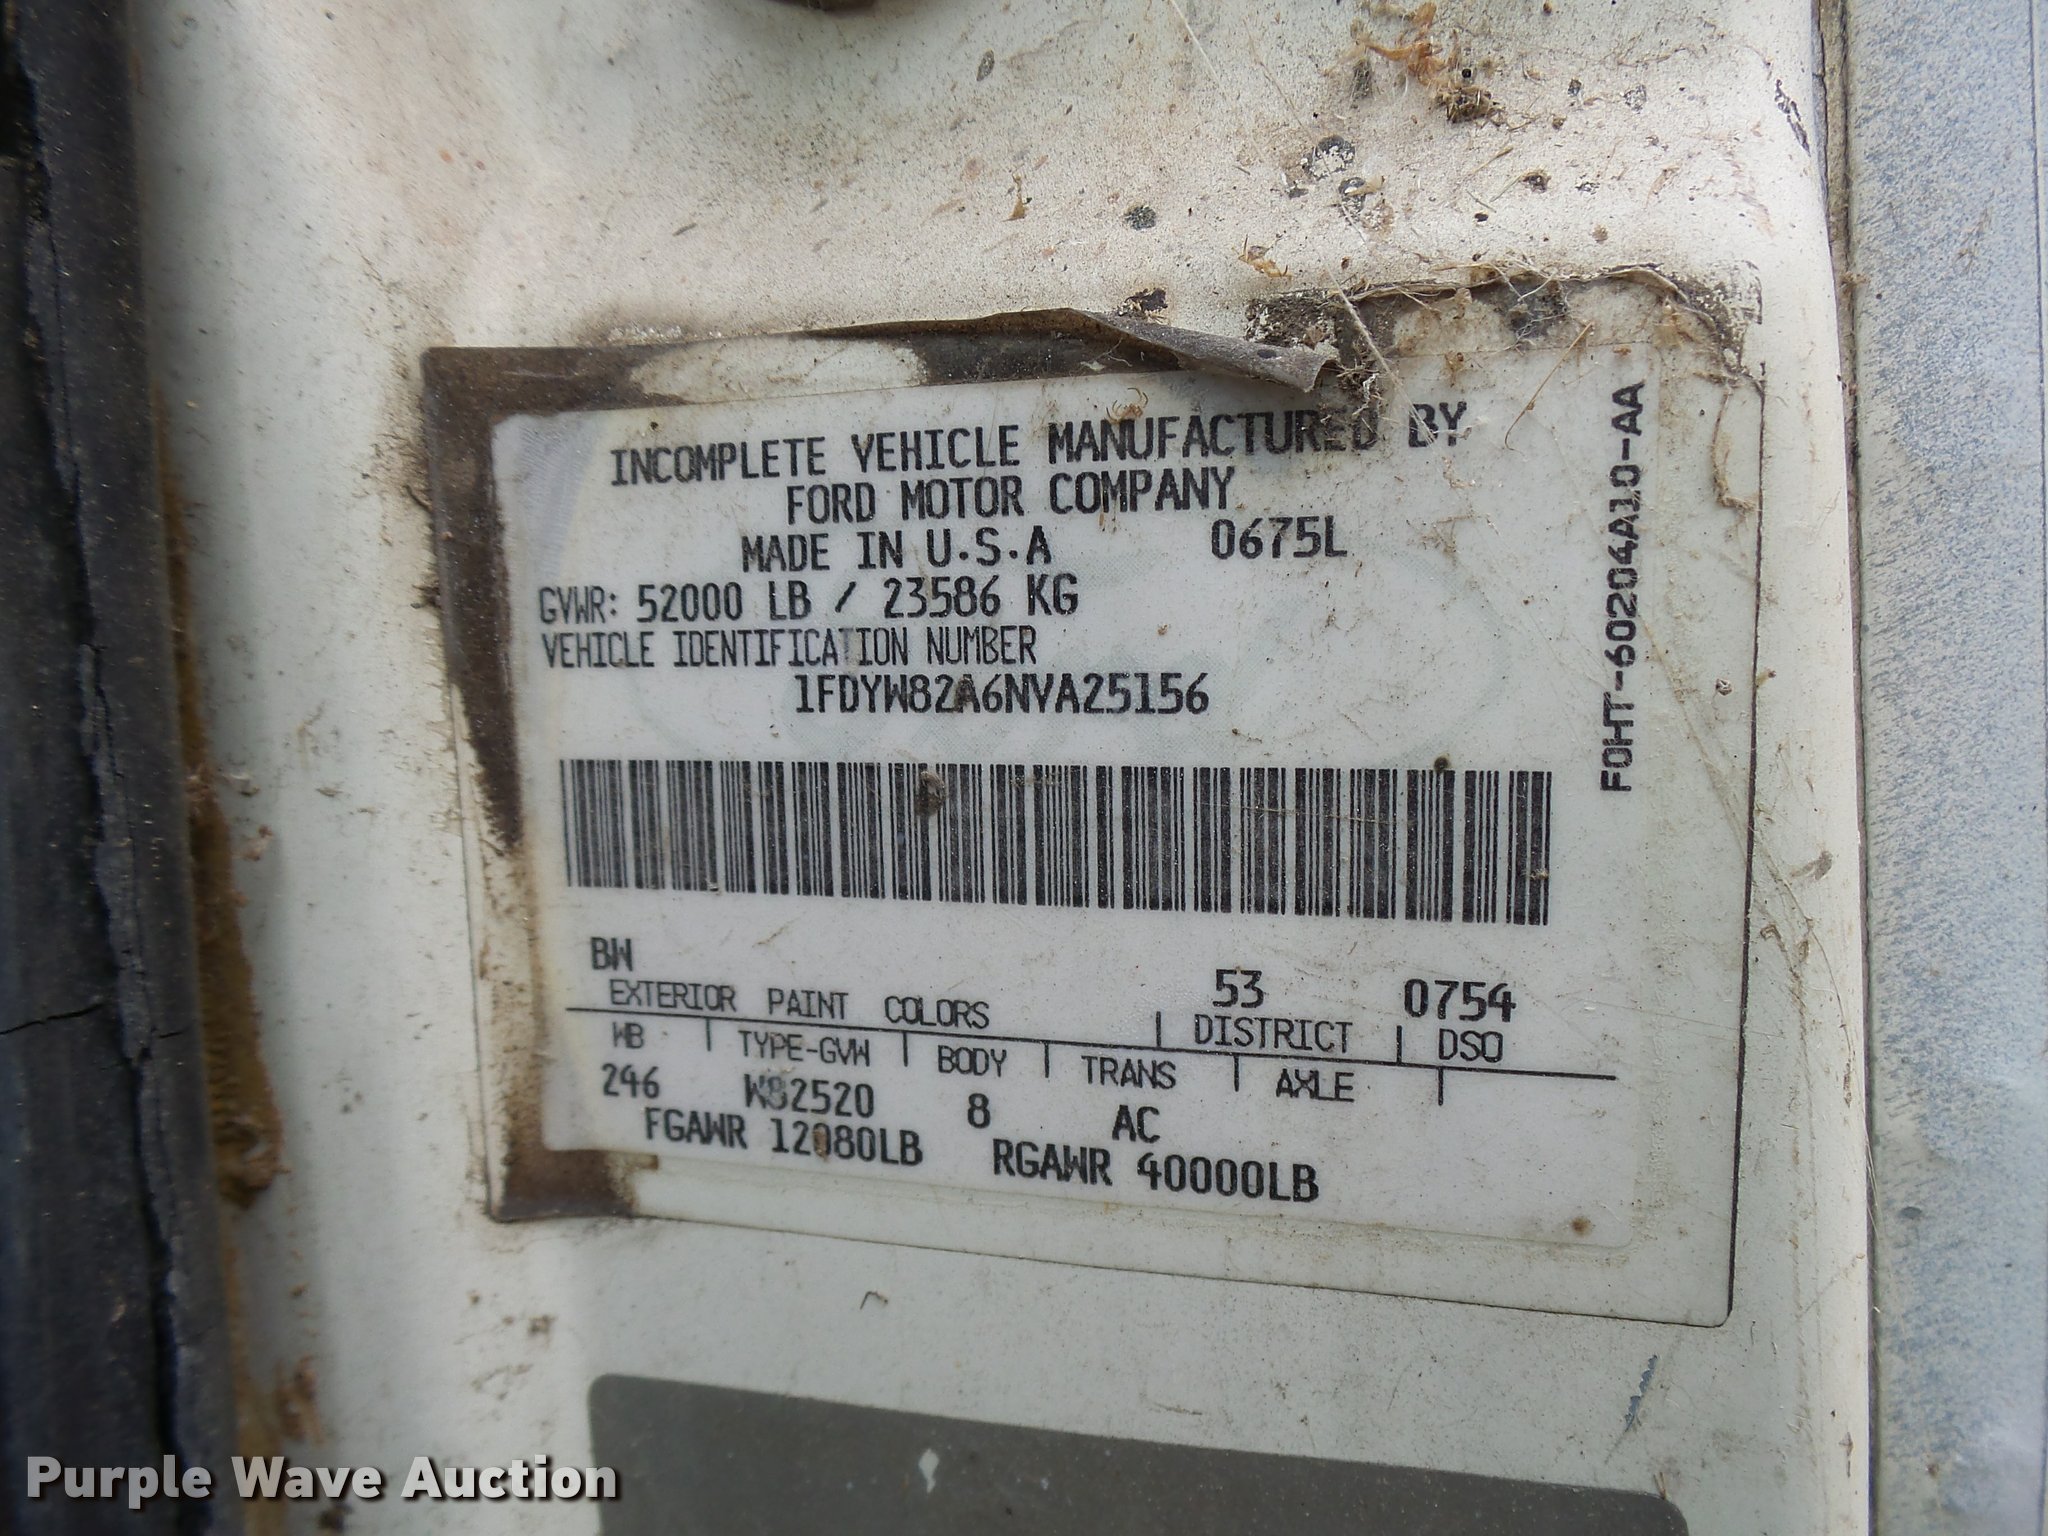 INCOMPLETE VEHICLE MANUFACTURED BY
FORD MOTOR COMPANY
MADE IN U.S.A 0675L
GVWR: 52000 LB / 23586 KG
VEHICLE IDENTIFICATION NUMBER
1FDYW82A6NVA25156
F0HT-60204A10-AA
BW 53 0754
EXTERIOR PAINT COLORS DISTRICT DSO
WB TYPE-GVW BODY TRANS AXLE
246 W82520 8 AC
FGAWR 12080LB RGAWR 40000LB
Purple Wave Auction